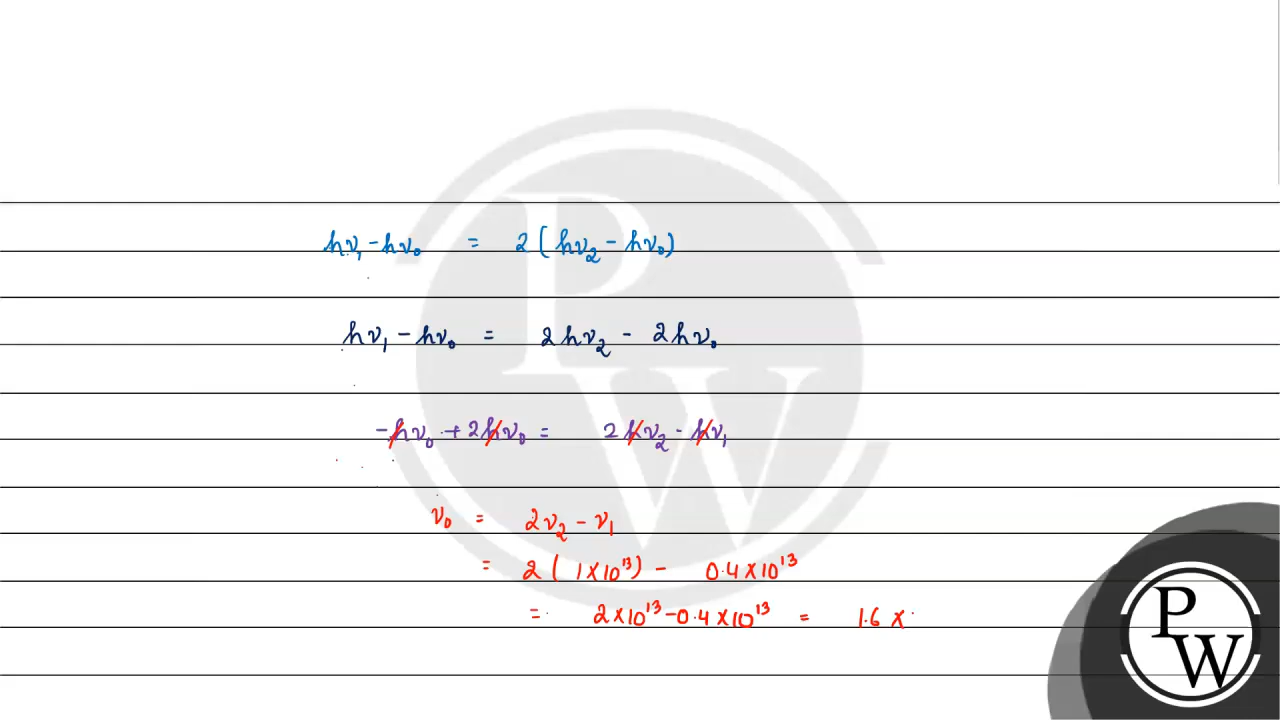 hν₁ – hν₀ = 2 ( hν₂ – hν₀)
hν₁ – hν₀ = 2hν₂ – 2hν₀
-hν₀ + 2hν₀ = 2hν₂ - hν₁
ν₀ = 2ν₂ – ν₁
= 2 ( 1×10¹³) – 0.4×10¹³
= 2×10¹³–0.4×10¹³ = 1.6 ×
PW
PW